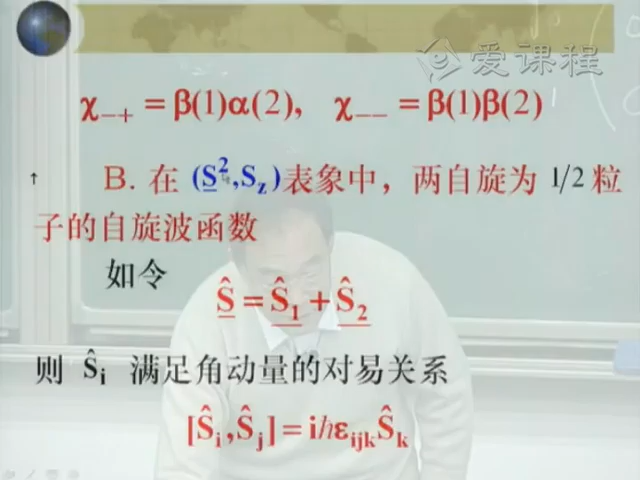 爱课程
χ₋₊ = β(1)α(2), χ₋₋ = β(1)β(2)
B. 在 (S²,Sz)表象中，两自旋为 1/2 粒
子的自旋波函数
如令
Ŝ = Ŝ₁ + Ŝ₂
则 Ŝi 满足角动量的对易关系
[Ŝi,Ŝj] = iħεijkŜk